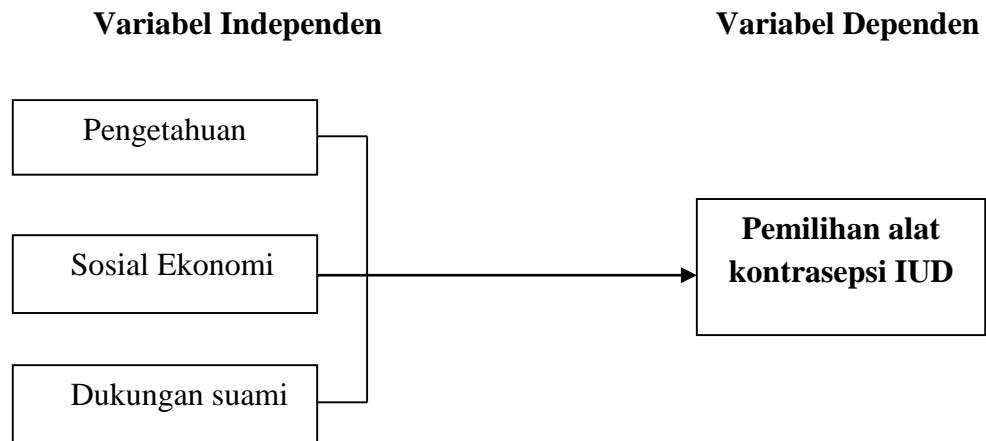 Variabel Independen
Variabel Dependen
Pengetahuan
Sosial Ekonomi
Dukungan suami
Pemilihan alat
kontrasepsi IUD